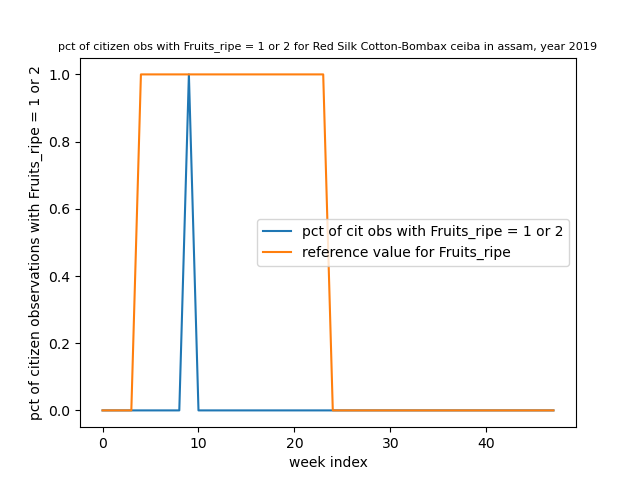 pct of citizen obs with Fruits_ripe = 1 or 2 for Red Silk Cotton-Bombax ceiba in assam, year 2019
pct of citizen observations with Fruits_ripe = 1 or 2
1.0
0.8
0.6
0.4
0.2
0.0
pct of cit obs with Fruits_ripe = 1 or 2
reference value for Fruits_ripe
0 10 20 30 40
week index